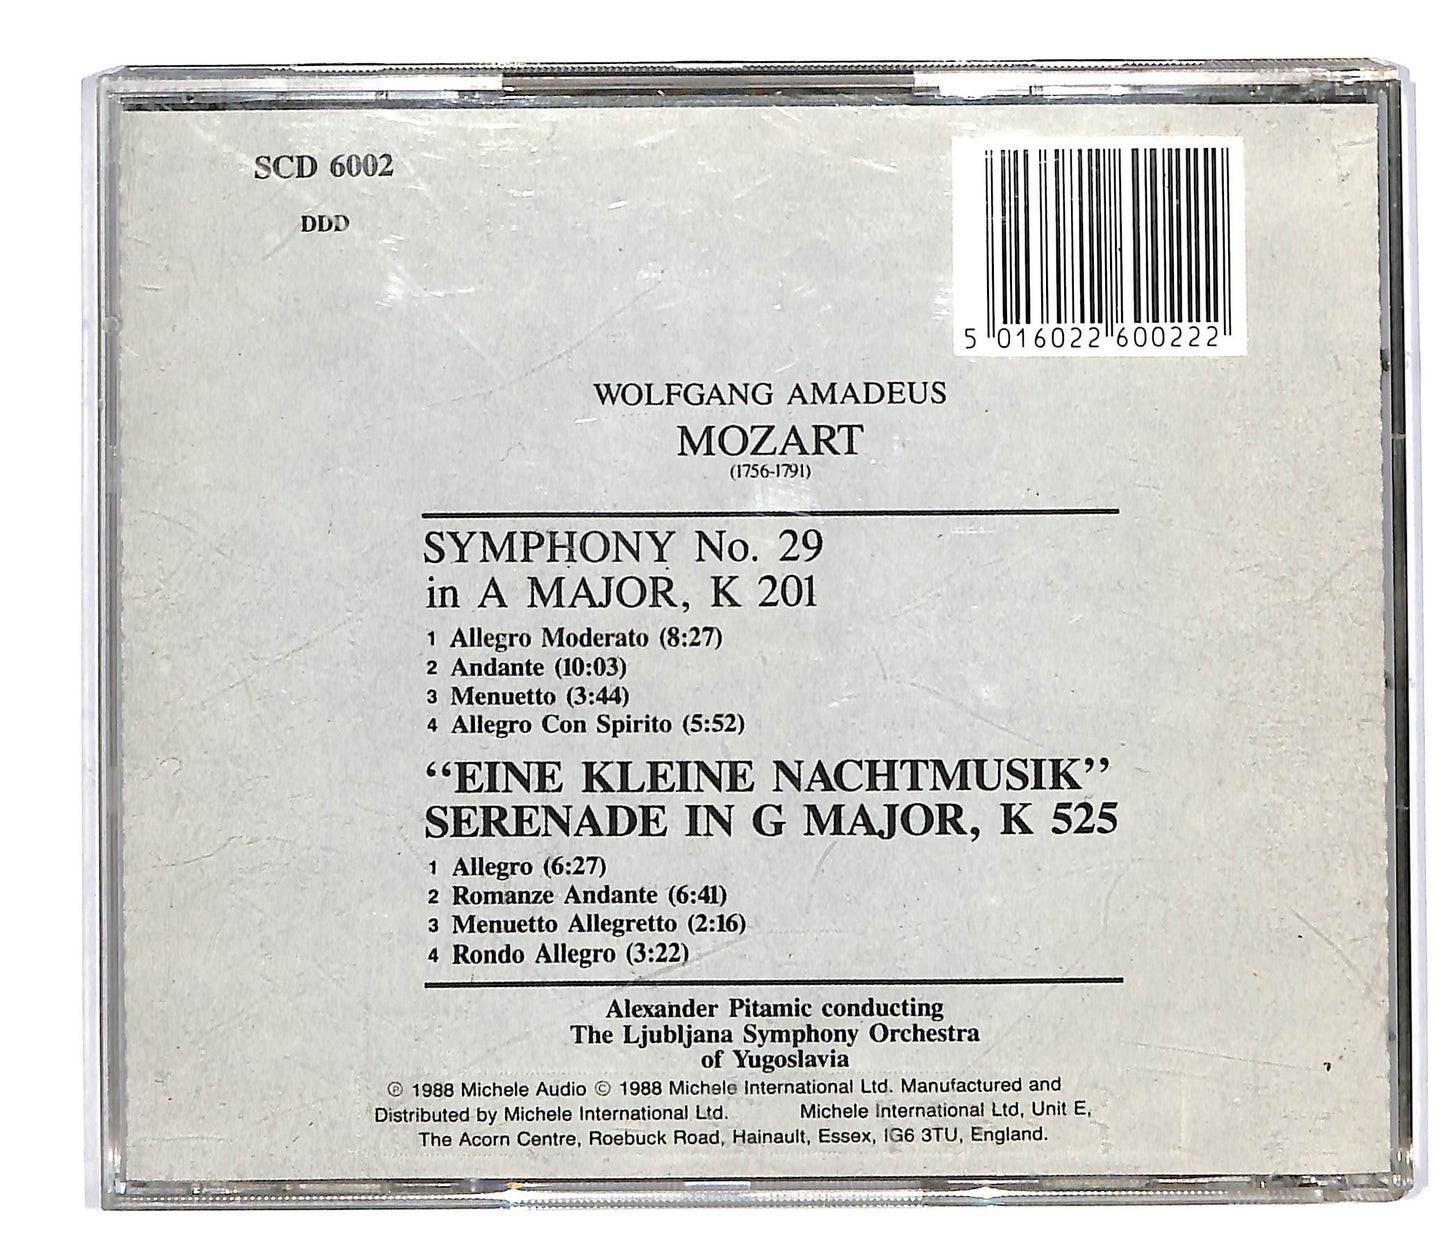 SCD 6002
DDD
5 016022 600222
WOLFGANG AMADEUS
MOZART
(1756-1791)
SYMPHONY No. 29
in A MAJOR, K 201
1 Allegro Moderato (8:27)
2 Andante (10:03)
3 Menuetto (3:44)
4 Allegro Con Spirito (5:52)
“EINE KLEINE NACHTMUSIK”
SERENADE IN G MAJOR, K 525
1 Allegro (6:27)
2 Romanze Andante (6:41)
3 Menuetto Allegretto (2:16)
4 Rondo Allegro (3:22)
Alexander Pitamic conducting
The Ljubljana Symphony Orchestra
of Yugoslavia
℗ 1988 Michele Audio © 1988 Michele International Ltd. Manufactured and
Distributed by Michele International Ltd. Michele International Ltd, Unit E,
The Acorn Centre, Roebuck Road, Hainault, Essex, IG6 3TU, England.